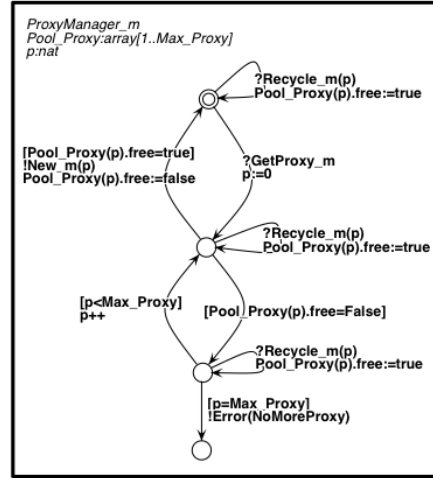 ProxyManager_m
Pool_Proxy:array[1..Max_Proxy]
p:nat
?Recycle_m(p)
Pool_Proxy(p).free:=true
[Pool_Proxy(p).free=true]
!New_m(p)
Pool_Proxy(p).free:=false
?GetProxy_m
p:=0
?Recycle_m(p)
Pool_Proxy(p).free:=true
[p<Max_Proxy]
p++
[Pool_Proxy(p).free=False]
?Recycle_m(p)
Pool_Proxy(p).free:=true
[p=Max_Proxy]
!Error(NoMoreProxy)